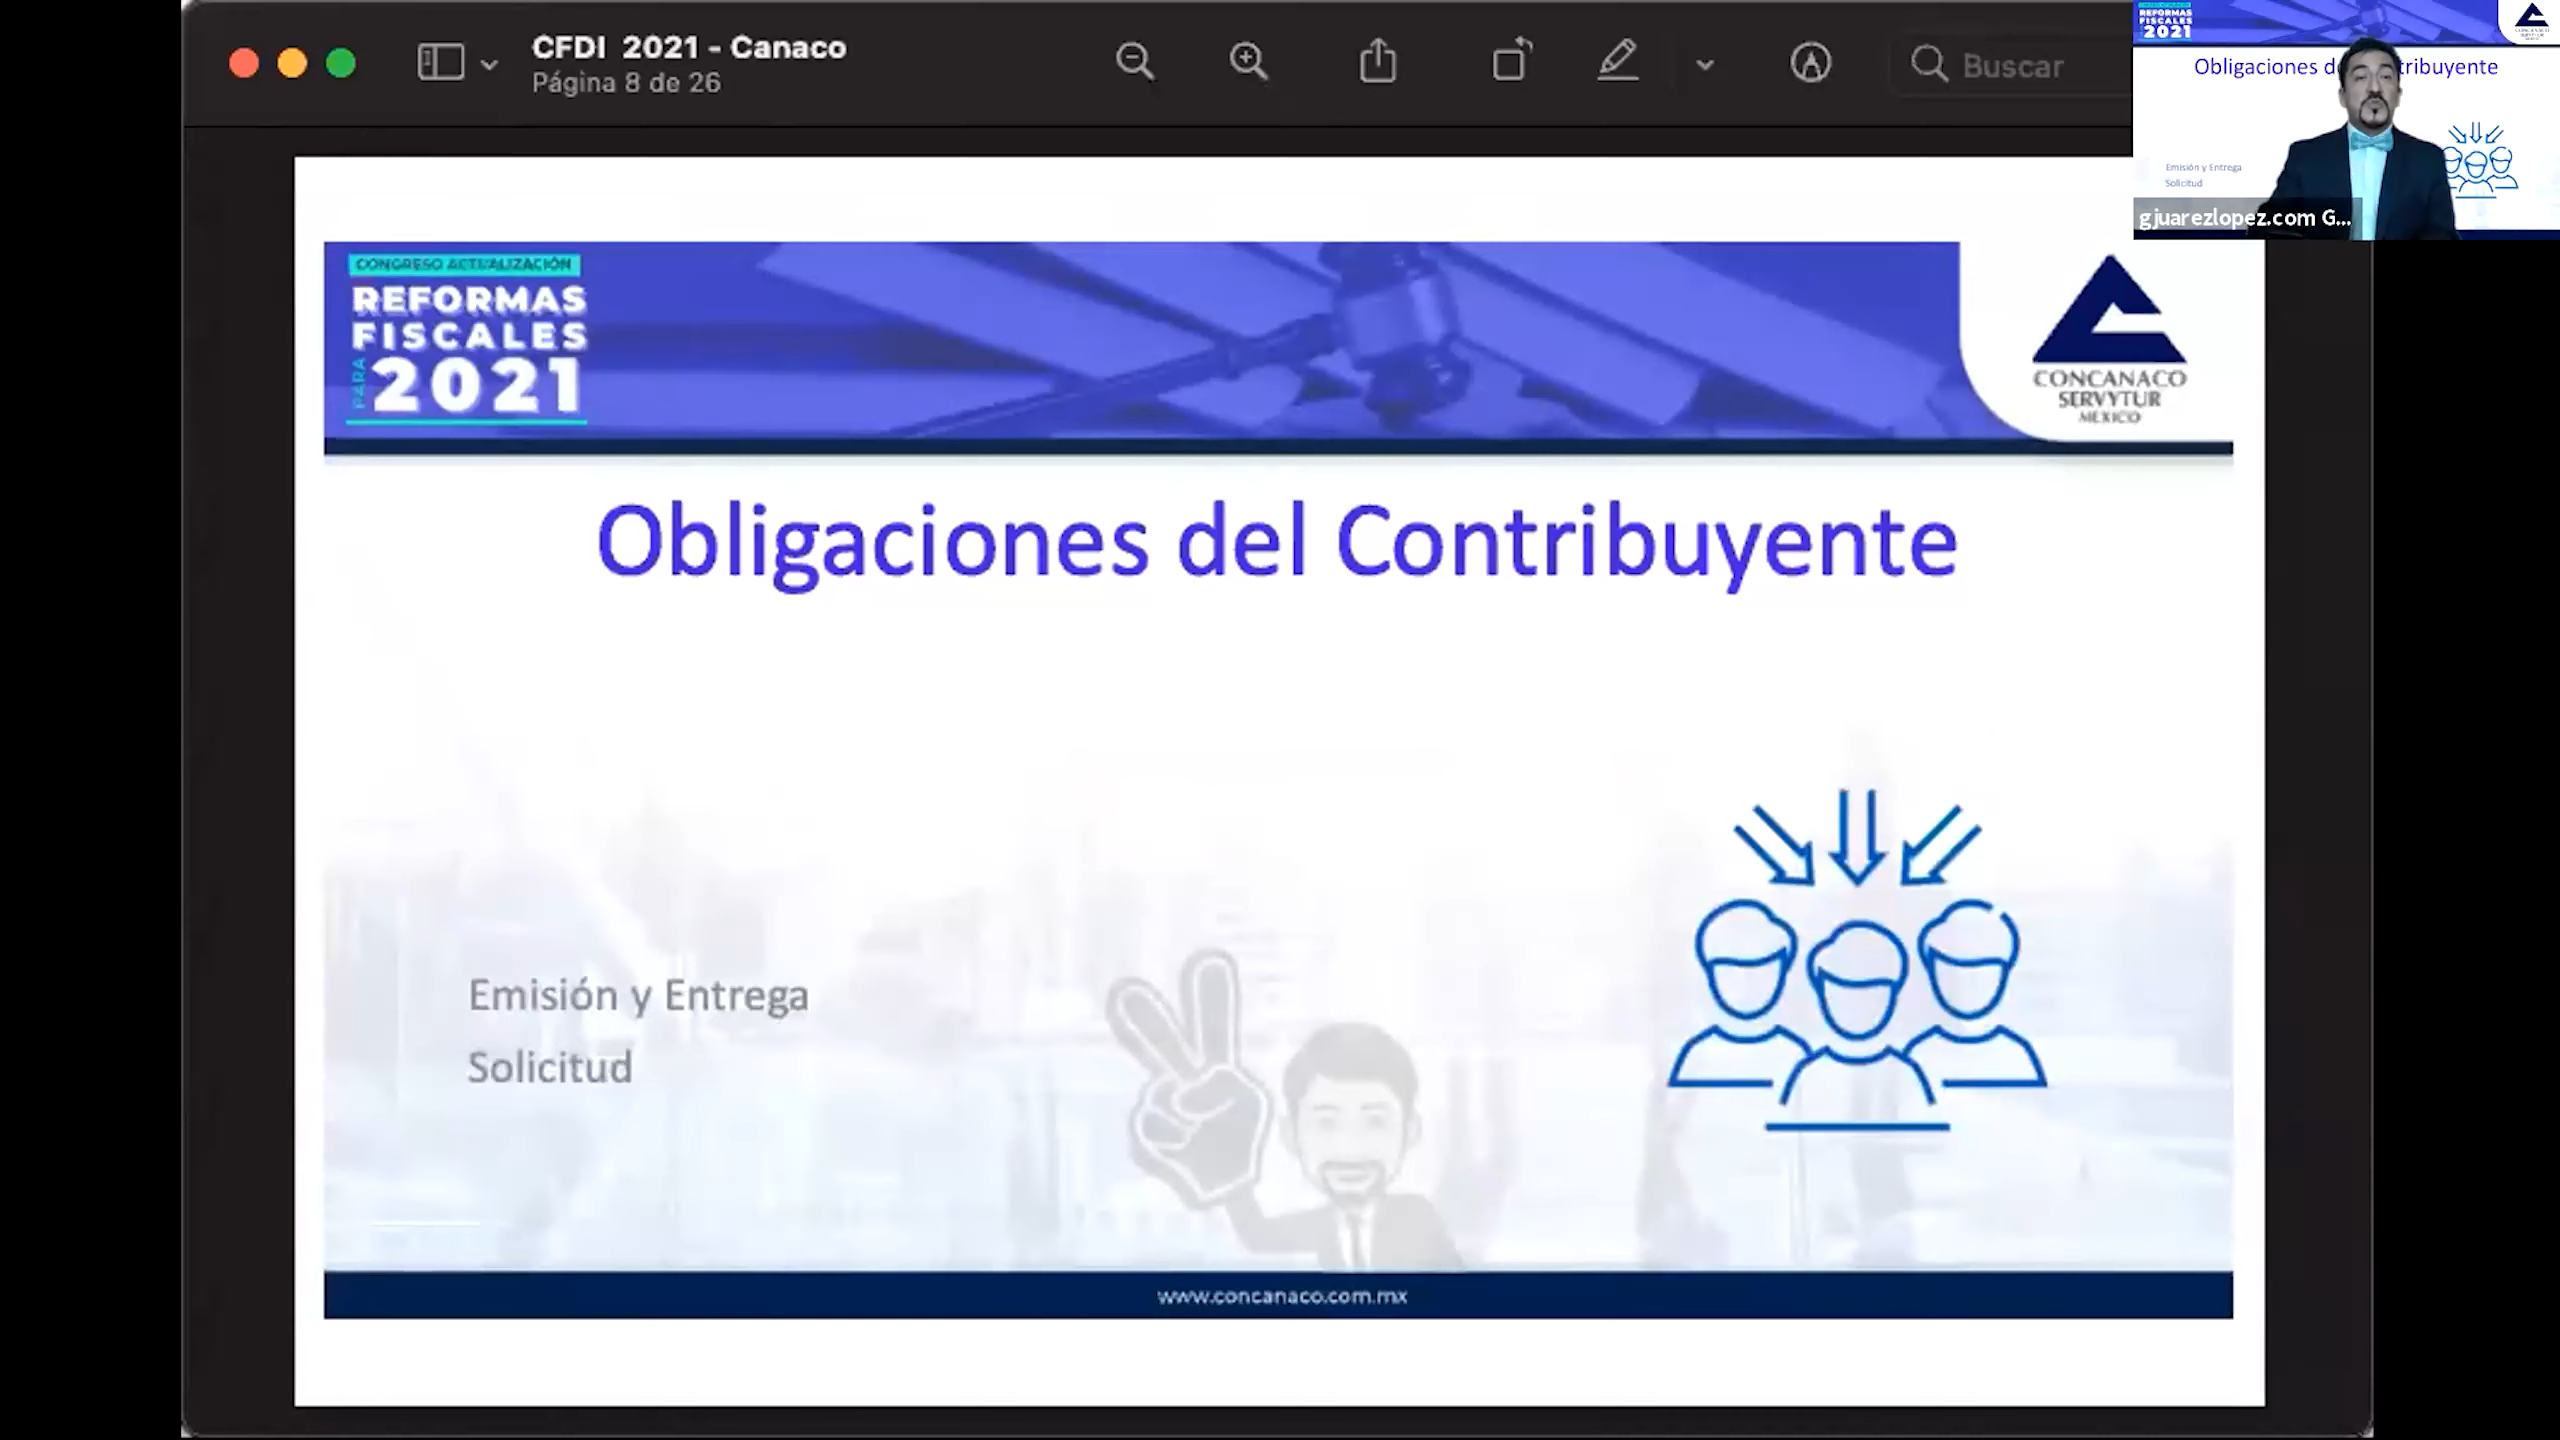 CFDI 2021 - Canaco
Página 8 de 26
Buscar
CONGRESO ACTUALIZACIÓN
REFORMAS
FISCALES
PARA
2021
CONCANACO
SERVYTUR
MEXICO
Obligaciones del Contribuyente
Emisión y Entrega
Solicitud
www.concanaco.com.mx
REFORMAS
FISCALES
2021
Obligaciones d tribuyente
Emisión y Entrega
Solicitud
gjuarezlopez.com G...